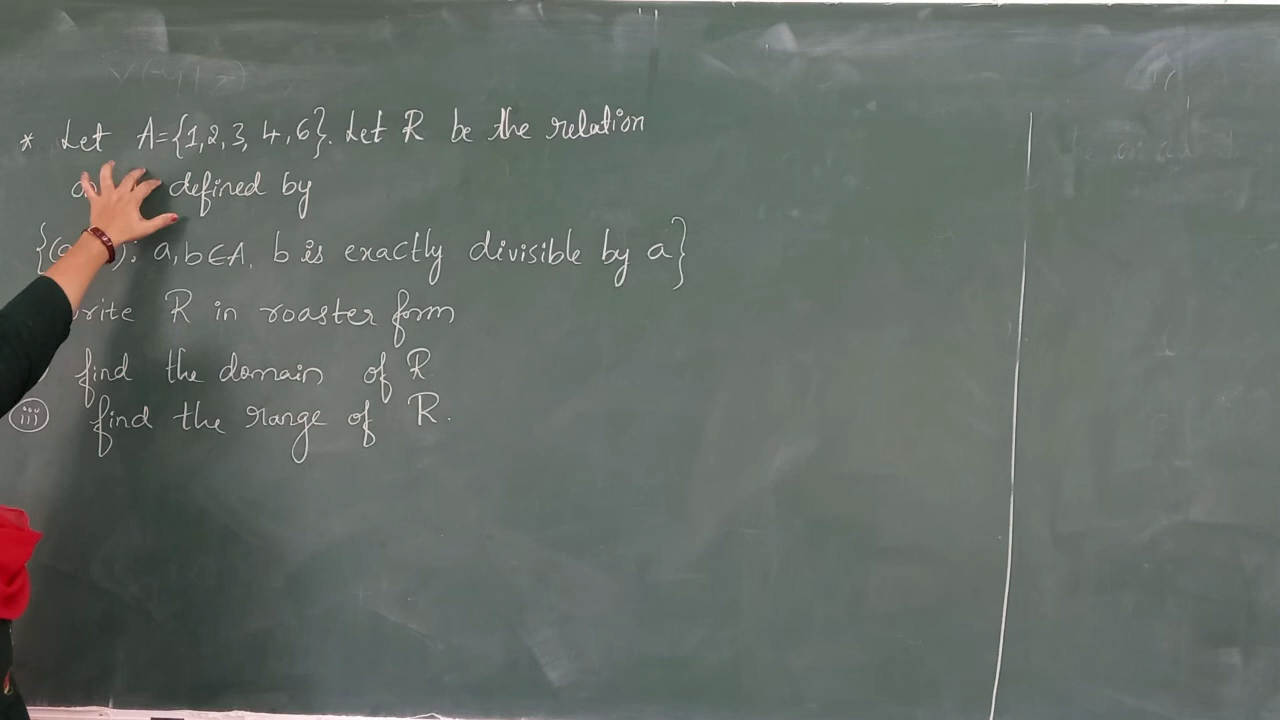 * Let A={1,2,3,4,6}. Let R be the relation
defined by
a,b∈A, b is exactly divisible by a}
R in roaster form
find the domain of R
(iii) find the range of R.